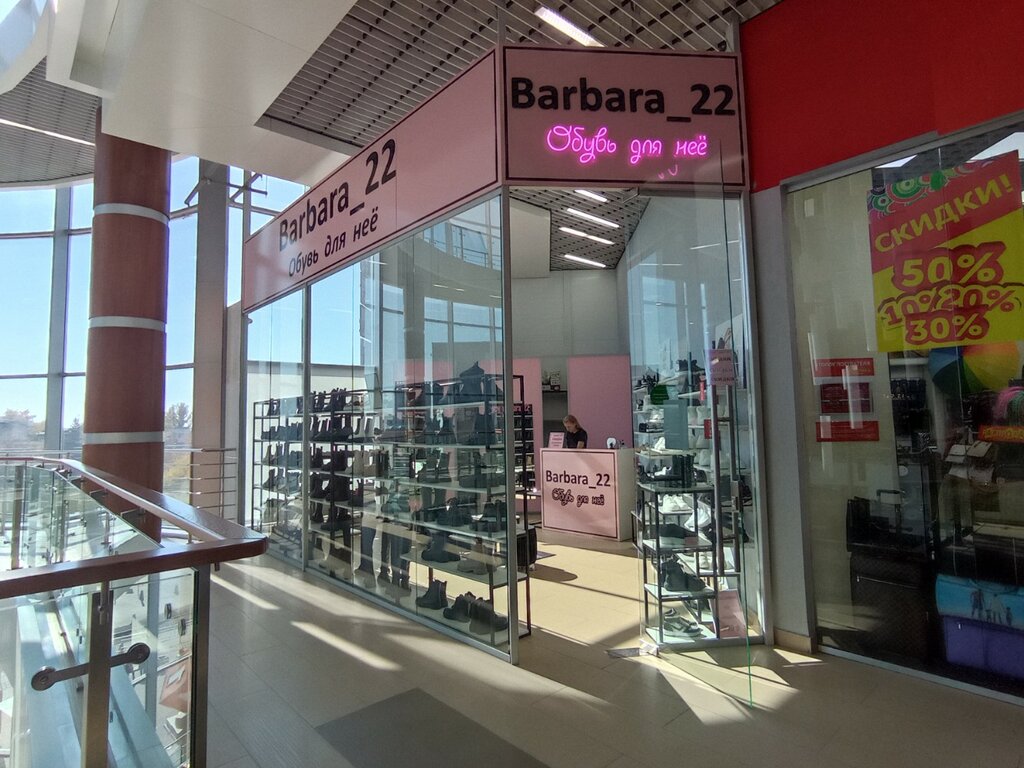 Barbara_22
Обувь для неё
Barbara_22
Обувь для неё
Barbara_22
Обувь для неё
СКИДКИ!
50%
10% 20%
30%